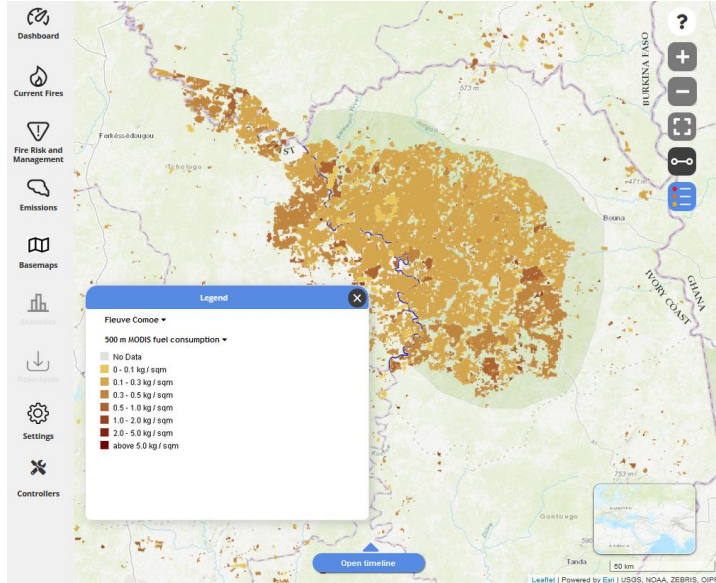 Dashboard
Current Fires
Fire Risk and
Management
Emissions
Basemaps
Statistics
Downloads
Settings
Controllers
?
BURKINA FASO
573 m
Ferkéssédougou
Tchologo
471 m
Bouna
GHANA
IVORY COAST
Legend
Fleuve Comoe
500 m MODIS fuel consumption
No Data
0 - 0.1 kg / sqm
0.1 - 0.3 kg / sqm
0.3 - 0.5 kg / sqm
0.5 - 1.0 kg / sqm
1.0 - 2.0 kg / sqm
2.0 - 5.0 kg / sqm
above 5.0 kg / sqm
753 m
Gontougo
Tanda
50 km
Open timeline
Leaflet | Powered by Esri | USGS, NOAA, ZEBRIS,